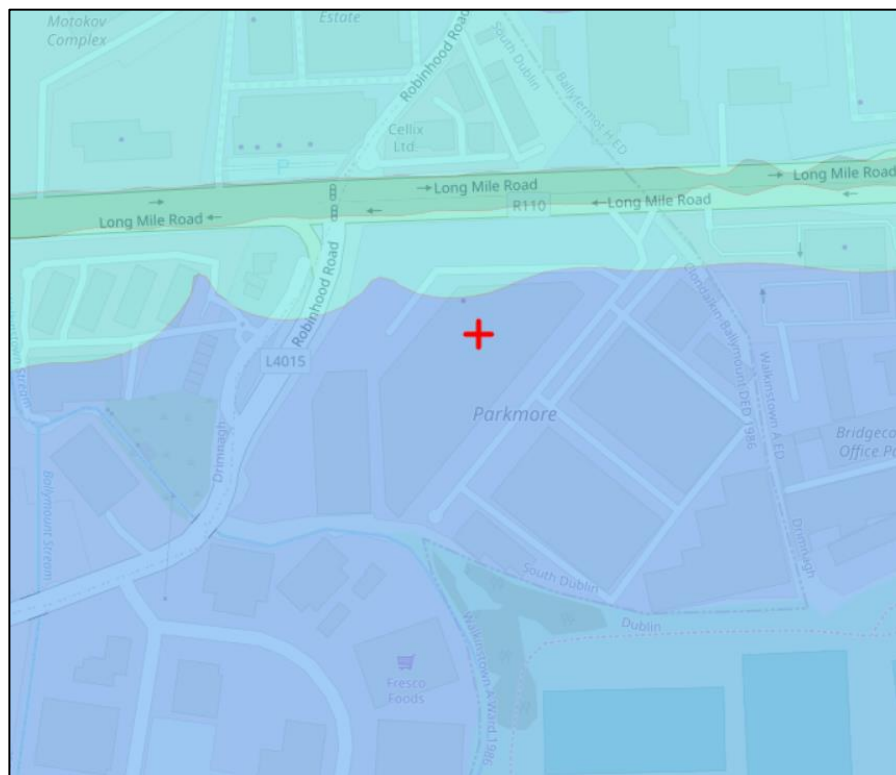 Motokov
Complex
Estate
Robinhood Road
South Dublin
Ballyfermot H ED
Cellix
Ltd
P
Long Mile Road
Long Mile Road
Long Mile Road
Long Mile Road
R110
Robinhood Road
L4015
Clondalkin-Ballymount DED 1986
Walkinstown A ED
Parkmore
Bridgeco
Office Pa
Drimnagh
Ballymount Stream
Drimnagh
South Dublin
Dublin
Walkinstown A Ward 1986
Fresco
Foods